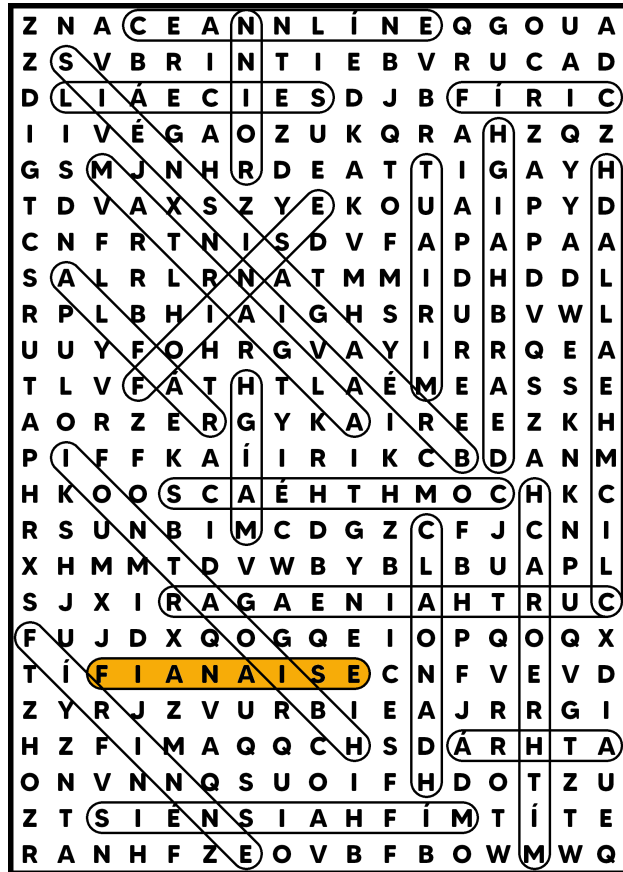 Z N A C E A N N L Í N E Q G O U A
Z S V B R I N T I E B V R U C A D
D L I Á E C I E S D J B F Í R I C
I I V É G A O Z U K Q R A H Z Q Z
G S M J N H R D E A T T I G A Y H
T D V A X S Z Y E K O U A I P Y D
C N F R T N I S D V F A P A P A A
S A L R L R N A T M M I D H D D L
R P L B H I A I G H S R U B V W L
U U Y F O H R G V A Y I R R Q E A
T L V F Á T H T L A É M E A S S E
A O R Z E R G Y K A I R E E Z K H
P I F F K A Í I R I K C B D A N M
H K O O S C A É H T H M O C H K C
R S U N B I M C D G Z C F J C N I
X H M M T D V W B Y B L B U A P L
S J X I R A G A E N I A H T R U C
F U J D X Q O G Q E I O P Q O Q X
T Í F I A N A I S E C N F V E V D
Z Y R J Z V U R B I E A J R R G I
H Z F I M A Q Q C H S D Á R H T A
O N V N N Q S U O I F H D O T Z U
Z T S I É N S I A H F Í M T Í T E
R A N H F Z E O V B F B O W M W Q